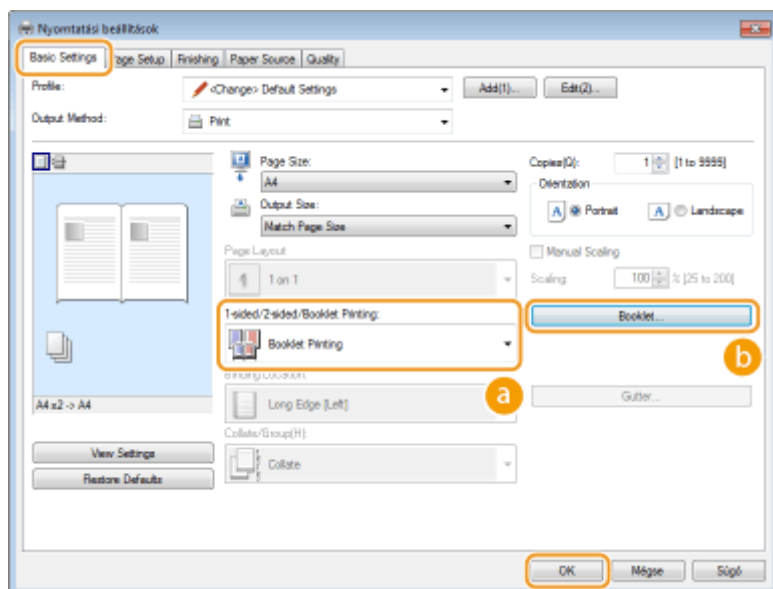 Nyomtatási beállítások
Basic Settings Page Setup Finishing Paper Source Quality
Profile: <Change> Default Settings Add(1)... Edit(2)...
Output Method: Print
Page Size:
A4
Output Size:
Match Page Size
Page Layout
1 1 on 1
1-sided/2-sided/Booklet Printing:
Booklet Printing
a
Binding Location:
Long Edge [Left]
Collate/Group(H):
Collate
Copies(Q): 1 [1 to 9999]
Orientation
A Portrait A Landscape
Manual Scaling
Scaling: 100 % [25 to 200]
Booklet...
b
Gutter...
A4 x2 -> A4
View Settings
Restore Defaults
OK Mégse Súgó